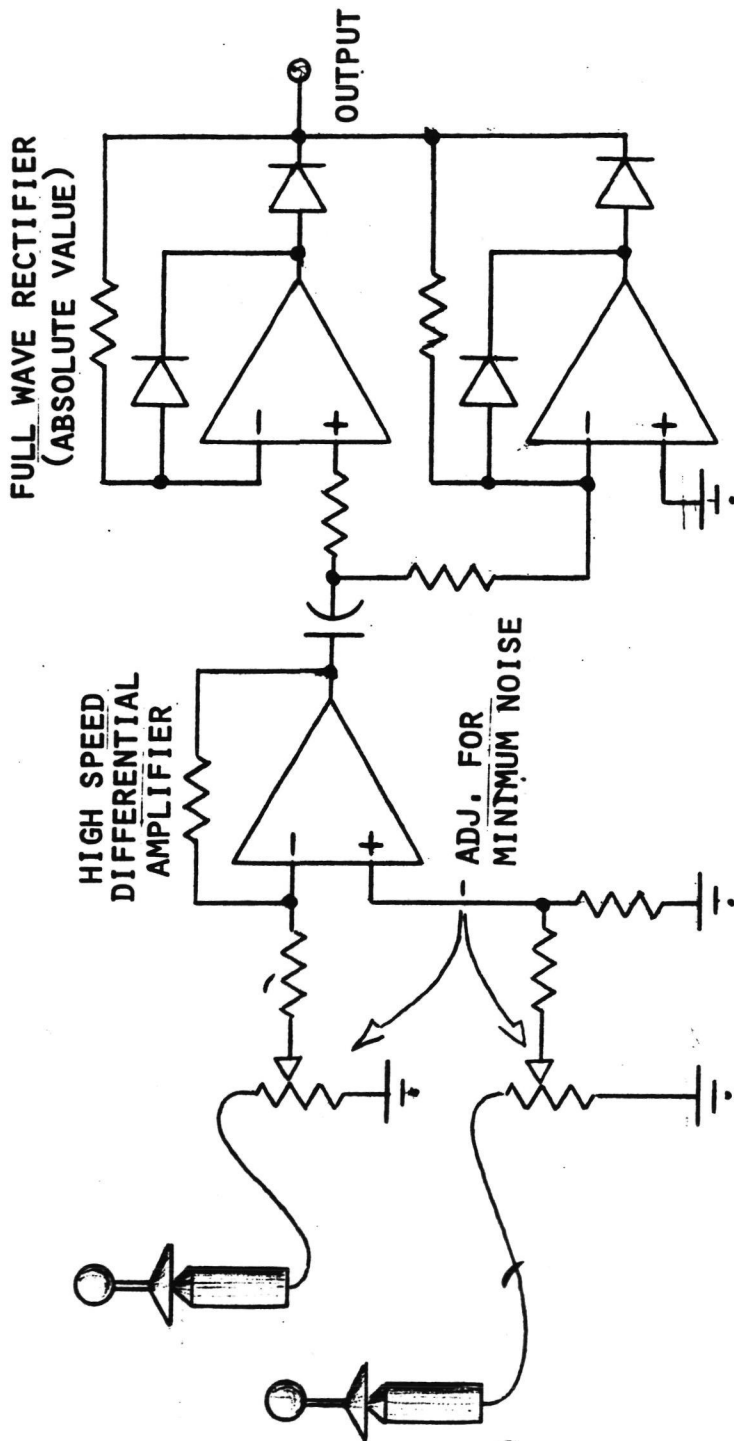 HIGH SPEED
DIFFERENTIAL
AMPLIFIER
FULL WAVE RECTIFIER
(ABSOLUTE VALUE)
-
+
-
+
-
+
OUTPUT
- ADJ. FOR
MINIMUM NOISE